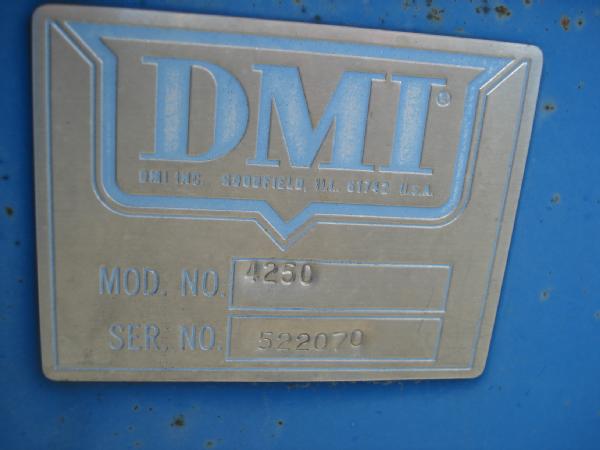 DMI®
DMI INC. GOODFIELD, ILL. 61742 U.S.A.
MOD. NO. 4250
SER. NO. 522070